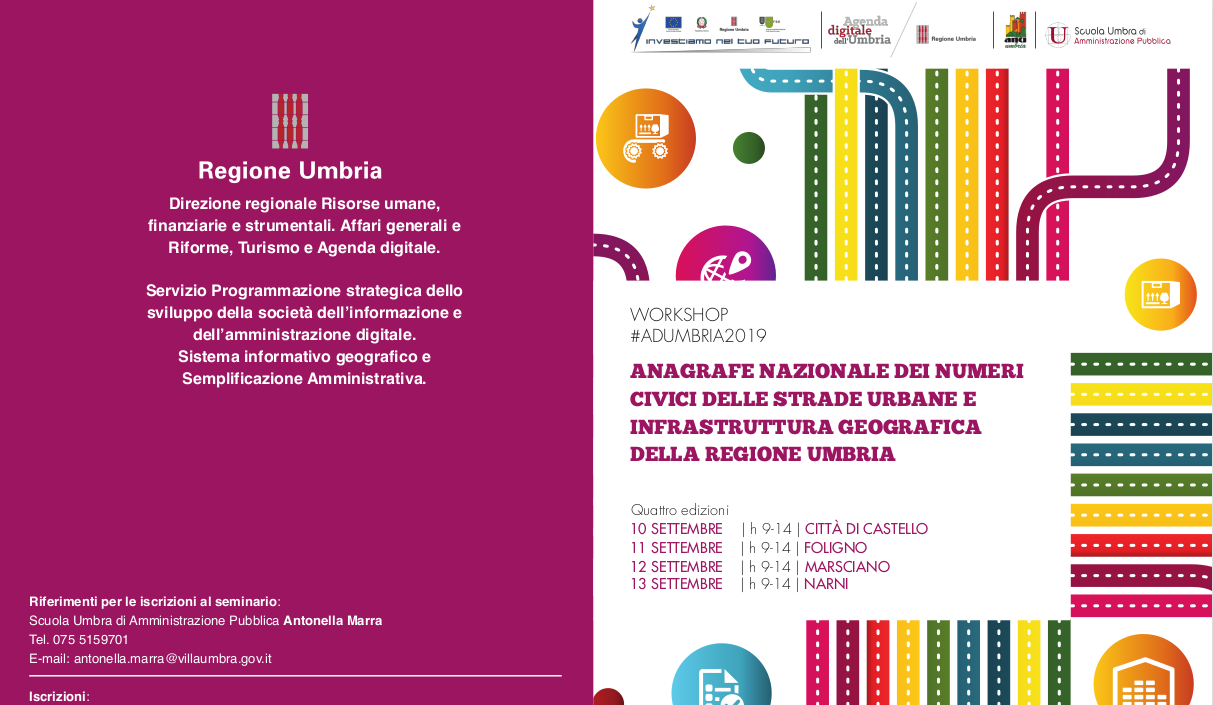 Regione Umbria
Direzione regionale Risorse umane,
finanziarie e strumentali. Affari generali e
Riforme, Turismo e Agenda digitale.
Servizio Programmazione strategica dello
sviluppo della società dell'informazione e
dell'amministrazione digitale.
Sistema informativo geografico e
Semplificazione Amministrativa.
Riferimenti per le iscrizioni al seminario:
Scuola Umbra di Amministrazione Pubblica Antonella Marra
Tel. 075 5159701
E-mail: antonella.marra@villaumbra.gov.it
Iscrizioni:
Regione Umbria
investiamo nel tuo futuro
Agenda
digitale
dell'Umbria
Regione Umbria
anci
umbria
Scuola Umbra di
Amministrazione Pubblica
WORKSHOP
#ADUMBRIA2019
ANAGRAFE NAZIONALE DEI NUMERI
CIVICI DELLE STRADE URBANE E
INFRASTRUTTURA GEOGRAFICA
DELLA REGIONE UMBRIA
Quattro edizioni
10 SETTEMBRE | h 9-14 | CITTÀ DI CASTELLO
11 SETTEMBRE | h 9-14 | FOLIGNO
12 SETTEMBRE | h 9-14 | MARSCIANO
13 SETTEMBRE | h 9-14 | NARNI